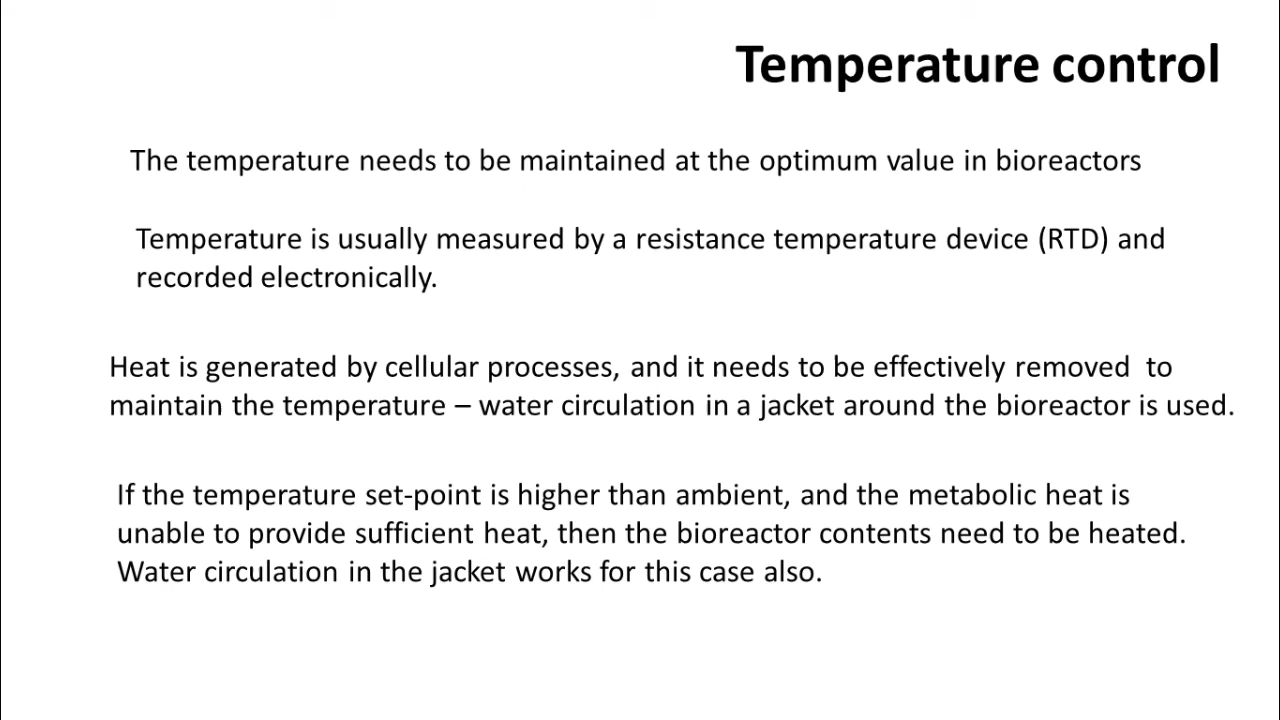 Temperature control
The temperature needs to be maintained at the optimum value in bioreactors
Temperature is usually measured by a resistance temperature device (RTD) and
recorded electronically.
Heat is generated by cellular processes, and it needs to be effectively removed  to
maintain the temperature – water circulation in a jacket around the bioreactor is used.
If the temperature set-point is higher than ambient, and the metabolic heat is
unable to provide sufficient heat, then the bioreactor contents need to be heated.
Water circulation in the jacket works for this case also.